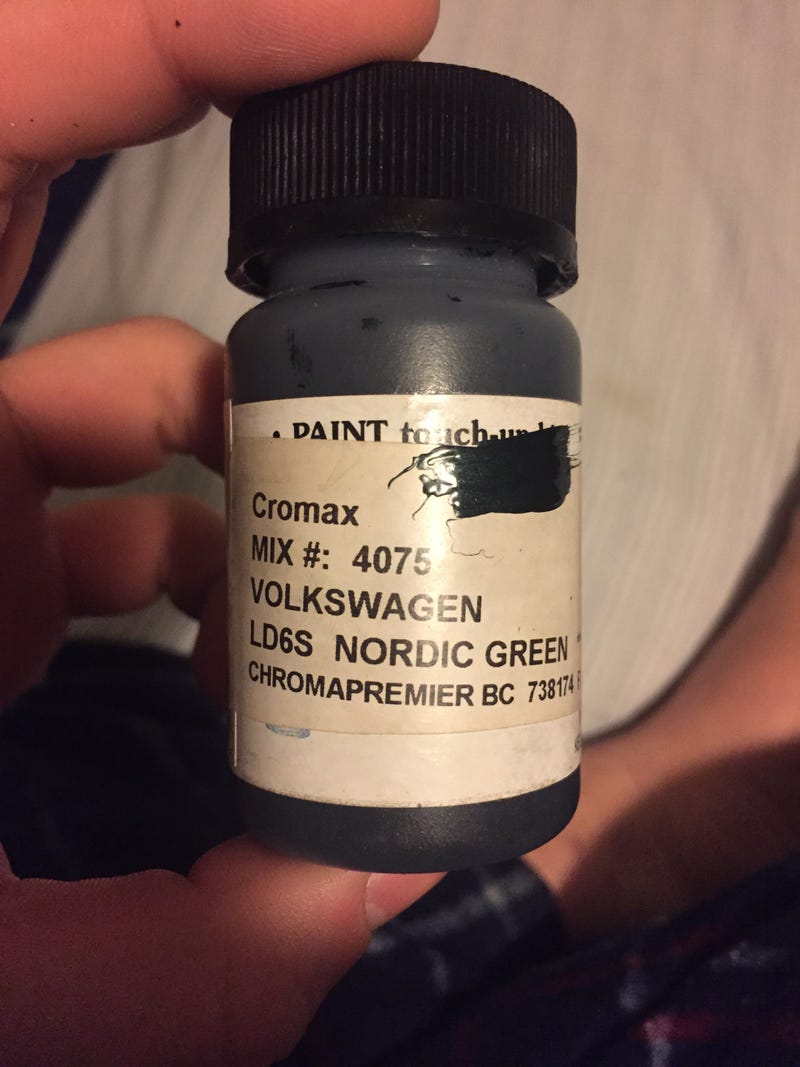 • PAINT touch-up
Cromax
MIX #: 4075
VOLKSWAGEN
LD6S NORDIC GREEN
CHROMAPREMIER BC 738174